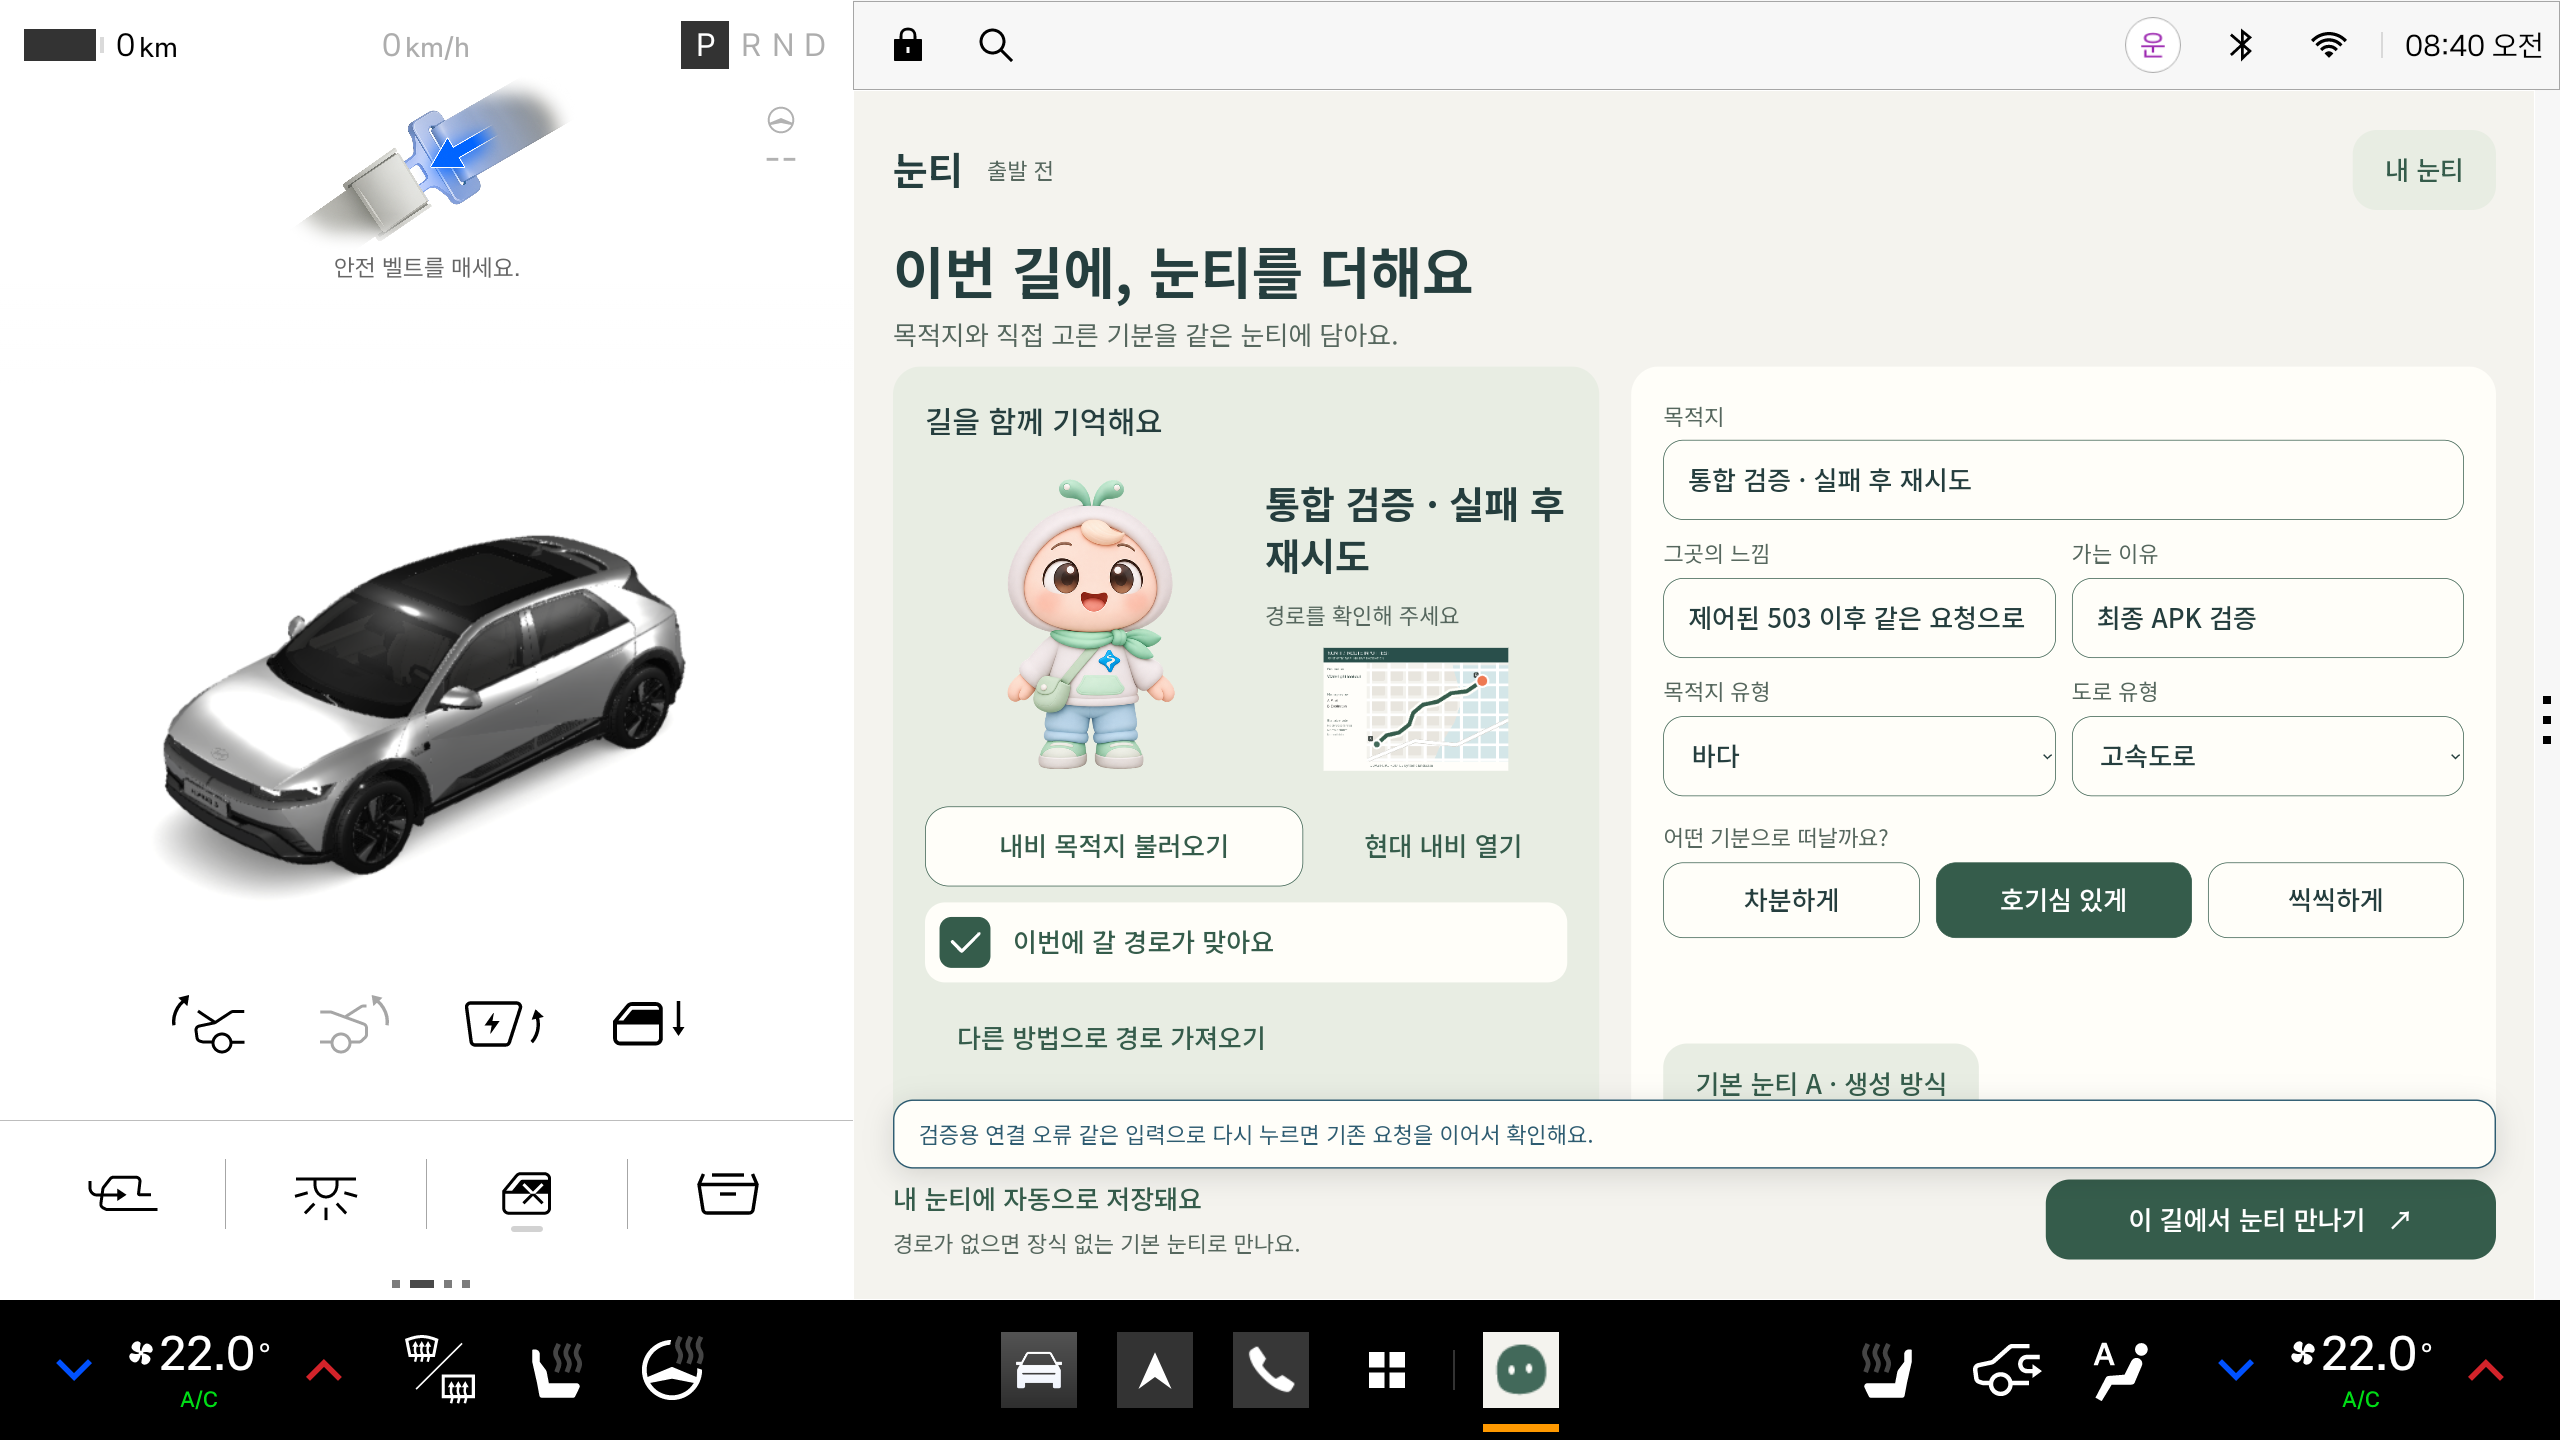 0 km
0 km/h
P R N D
운
08:40 오전
안전 벨트를 매세요.
눈티
출발 전
내 눈티
이번 길에, 눈티를 더해요
목적지와 직접 고른 기분을 같은 눈티에 담아요.
길을 함께 기억해요
통합 검증 · 실패 후
재시도
경로를 확인해 주세요
내비 목적지 불러오기
현대 내비 열기
이번에 갈 경로가 맞아요
다른 방법으로 경로 가져오기
목적지
통합 검증 · 실패 후 재시도
그곳의 느낌
가는 이유
제어된 503 이후 같은 요청으로
최종 APK 검증
목적지 유형
도로 유형
바다
고속도로
어떤 기분으로 떠날까요?
차분하게
호기심 있게
씩씩하게
기본 눈티 A · 생성 방식
검증용 연결 오류 같은 입력으로 다시 누르면 기존 요청을 이어서 확인해요.
내 눈티에 자동으로 저장돼요
경로가 없으면 장식 없는 기본 눈티로 만나요.
이 길에서 눈티 만나기 ↗
22.0°
A/C
A
22.0°
A/C